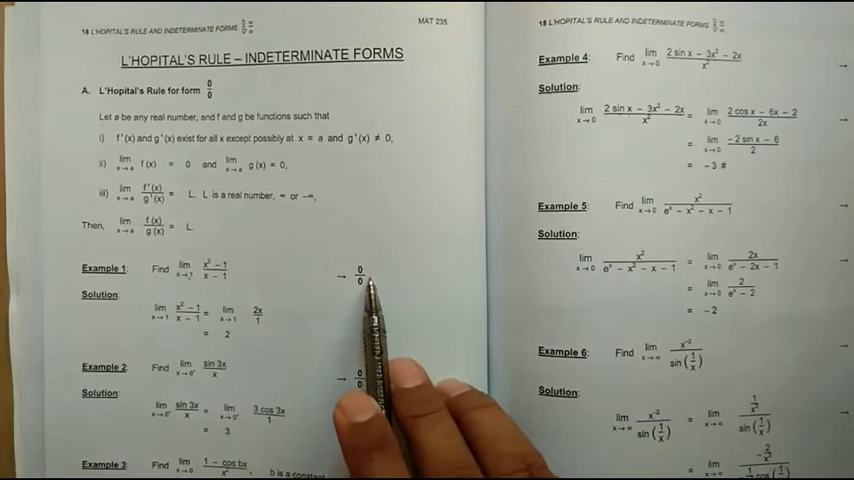 18 L'HOPITAL'S RULE AND INDETERMINATE FORMS 0/0, ∞/∞
MAT 235
L'HOPITAL'S RULE – INDETERMINATE FORMS
A. L'Hopital's Rule for form 0/0
Let a be any real number, and f and g be functions such that
i) f'(x) and g'(x) exist for all x except possibly at x = a and g'(x) ≠ 0,
ii) lim x→a f(x) = 0 and lim x→a g(x) = 0,
iii) lim x→a f'(x)/g'(x) = L, L is a real number, ∞ or –∞,
Then, lim x→a f(x)/g(x) = L.
Example 1: Find lim x→1 (x² – 1)/(x – 1) → 0/0
Solution:
lim x→1 (x² – 1)/(x – 1) = lim x→1 2x/1
= 2
Example 2: Find lim x→0⁺ sin 3x/x → 0/0
Solution:
lim x→0⁺ sin 3x/x = lim x→0⁺ 3 cos 3x/1
= 3
Example 3: Find lim x→0 (1 – cos bx)/x², b is a constant
18 L'HOPITAL'S RULE AND INDETERMINATE FORMS 0/0, ∞/∞
Example 4: Find lim x→0 (2 sin x – 3x² – 2x)/x² →
Solution:
lim x→0 (2 sin x – 3x² – 2x)/x² = lim x→0 (2 cos x – 6x – 2)/2x
= lim x→0 (–2 sin x – 6)/2
= –3 #
Example 5: Find lim x→0 x²/(eˣ – x² – x – 1) →
Solution:
lim x→0 x²/(eˣ – x² – x – 1) = lim x→0 2x/(eˣ – 2x – 1)
= lim x→0 2/(eˣ – 2)
= –2
Example 6: Find lim x→∞ x⁻²/sin(1/x) →
Solution:
lim x→∞ x⁻²/sin(1/x) = lim x→∞ (1/x²)/sin(1/x)
= lim x→∞